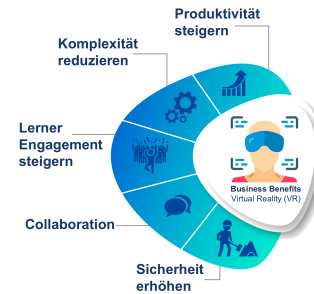 Produktivität
steigern
Komplexität
reduzieren
Lerner
Engagement
steigern
Collaboration
Sicherheit
erhöhen
Business Benefits
Virtual Reality (VR)